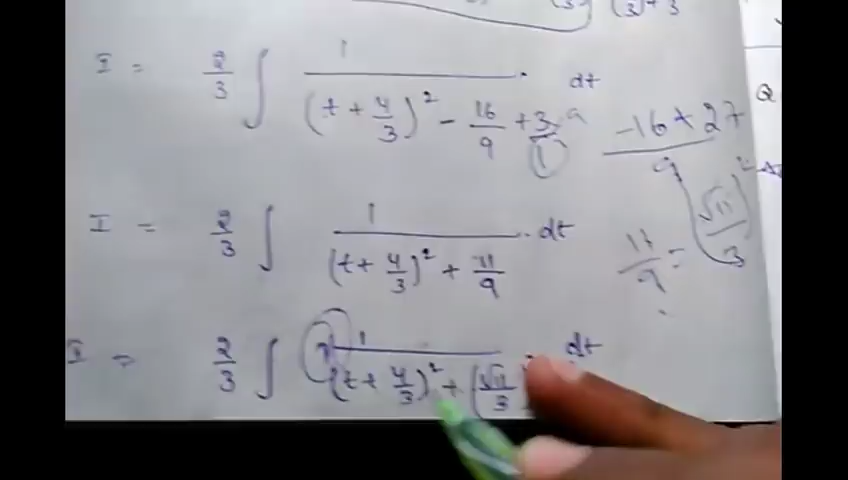 (3)² + 3
I = 2/3 ∫ 1/((t + 4/3)² - 16/9 + 3/1) dt
-16 + 27 / 9
Q
I = 2/3 ∫ 1/((t + 4/3)² + 11/9) · dt
11/9 = (√11/3)²
I = 2/3 ∫ 1/((t + 4/3)² + (√11/3 dt